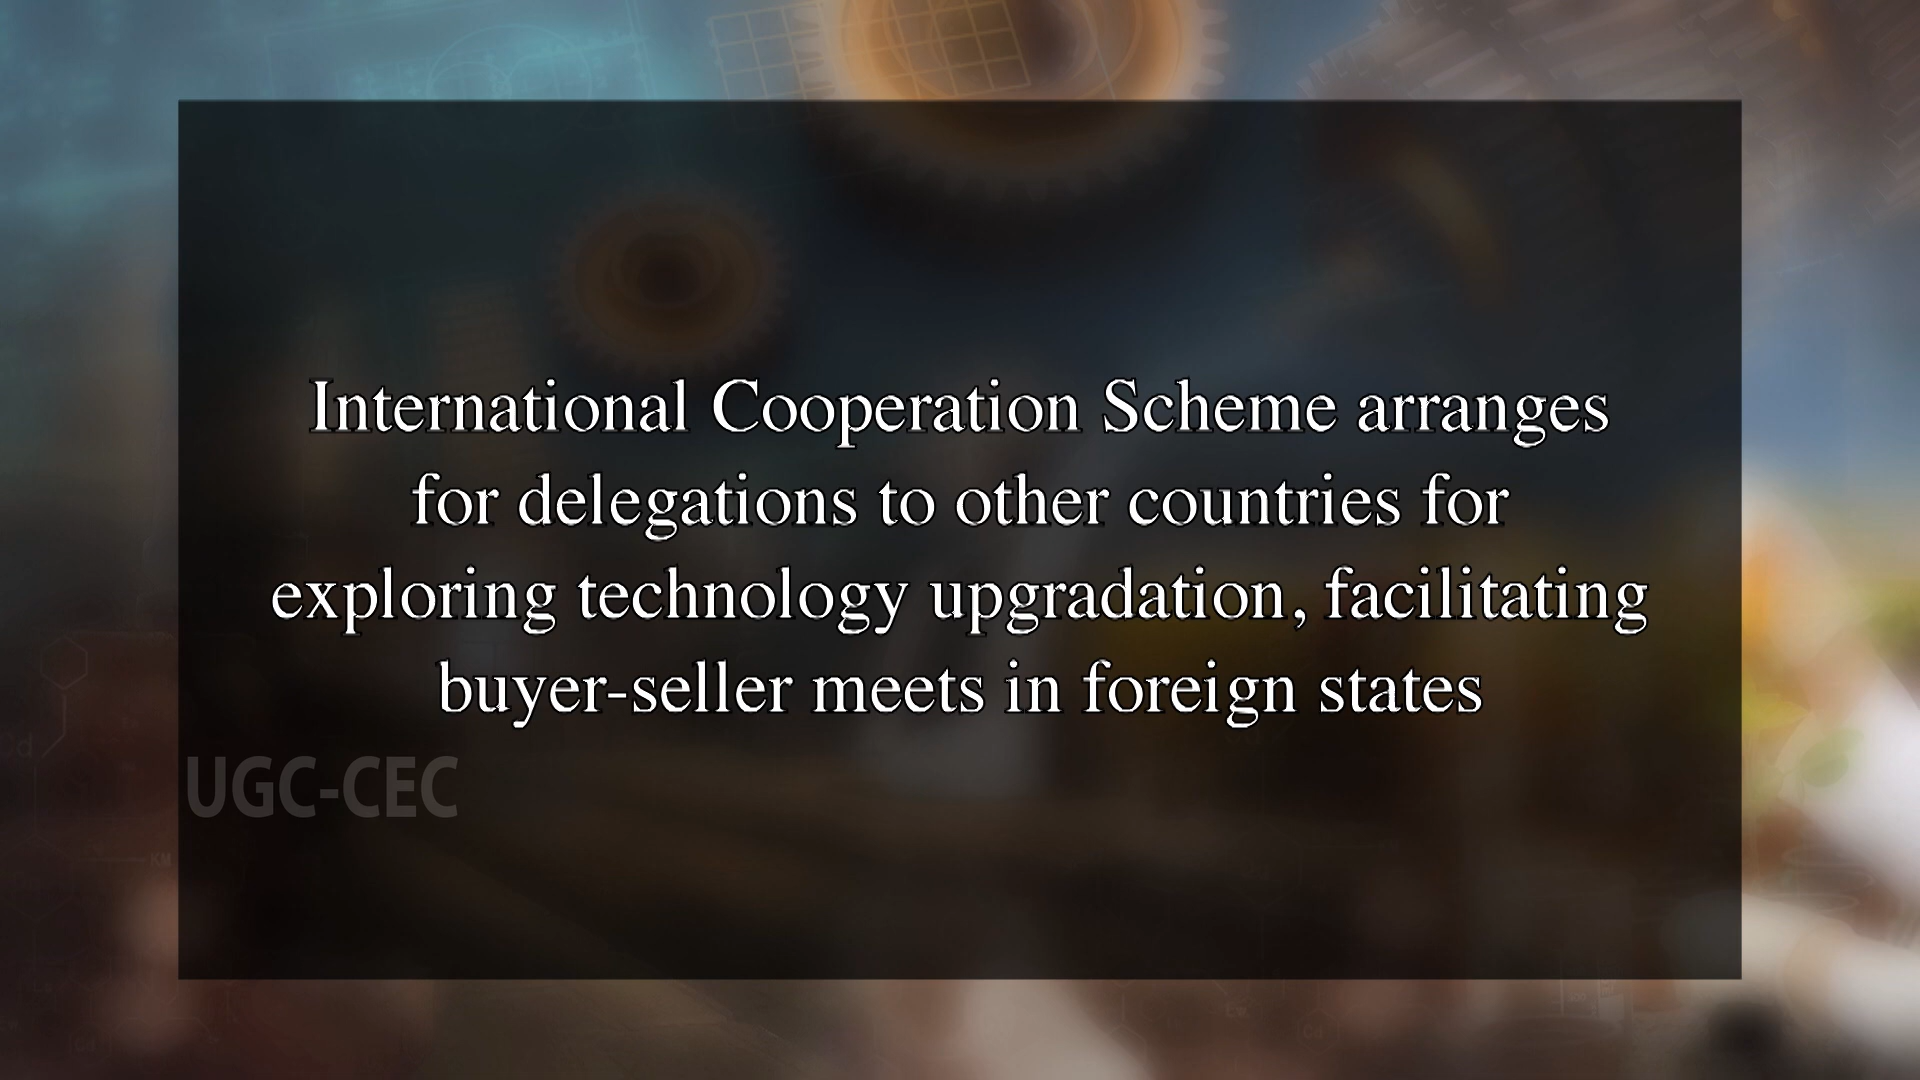 International Cooperation Scheme arranges
for delegations to other countries for
exploring technology upgradation, facilitating
buyer-seller meets in foreign states
UGC-CEC